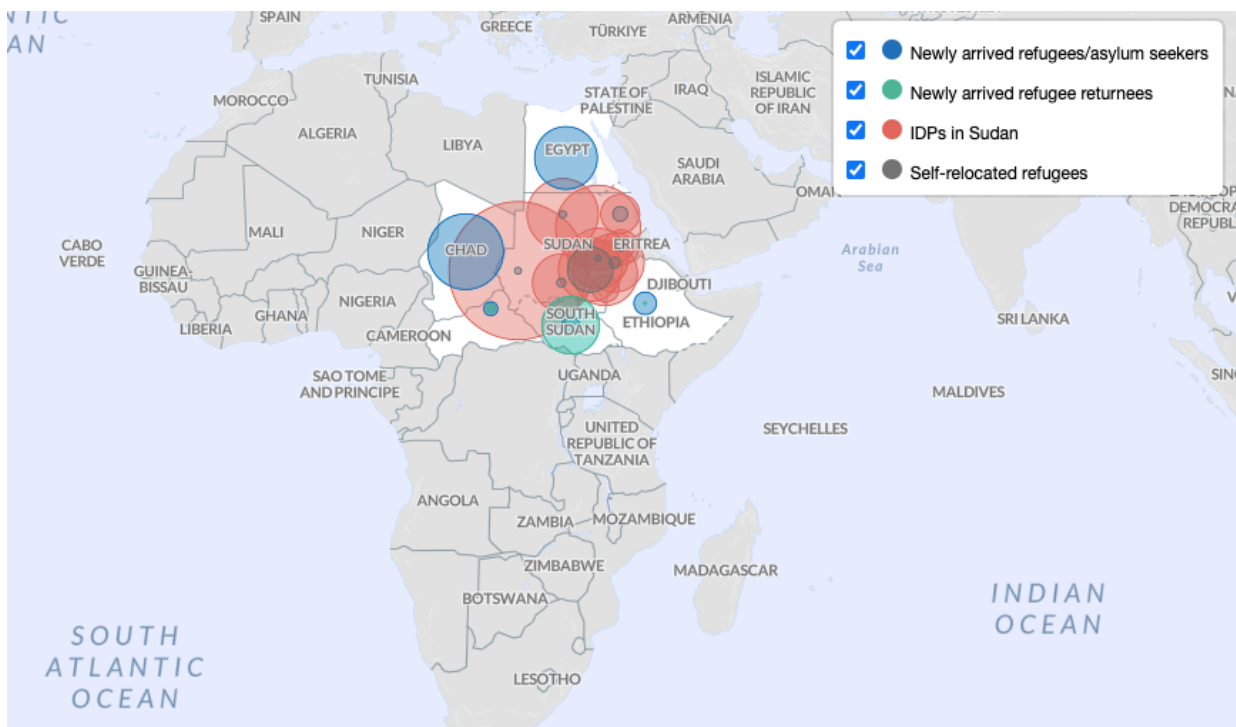 NTIC
AN
SPAIN
GREECE
TÜRKIYE
ARMENIA
TUNISIA
MOROCCO
STATE OF
PALESTINE
IRAQ
ISLAMIC
REPUBLIC
OF IRAN
ALGERIA
LIBYA
EGYPT
SAUDI
ARABIA
OMAN
Newly arrived refugees/asylum seekers
Newly arrived refugee returnees
IDPs in Sudan
Self-relocated refugees
DEMOC
REPUBL
CABO
VERDE
MALI
NIGER
CHAD
SUDAN
ERITREA
Arabian
Sea
GUINEA-
BISSAU
NIGERIA
DJIBOUTI
LIBERIA
GHANA
CAMEROON
SOUTH
SUDAN
ETHIOPIA
SRI LANKA
SAO TOME
AND PRINCIPE
UGANDA
MALDIVES
SIN
UNITED
REPUBLIC OF
TANZANIA
SEYCHELLES
ANGOLA
ZAMBIA
MOZAMBIQUE
ZIMBABWE
MADAGASCAR
BOTSWANA
INDIAN
OCEAN
SOUTH
ATLANTIC
OCEAN
LESOTHO